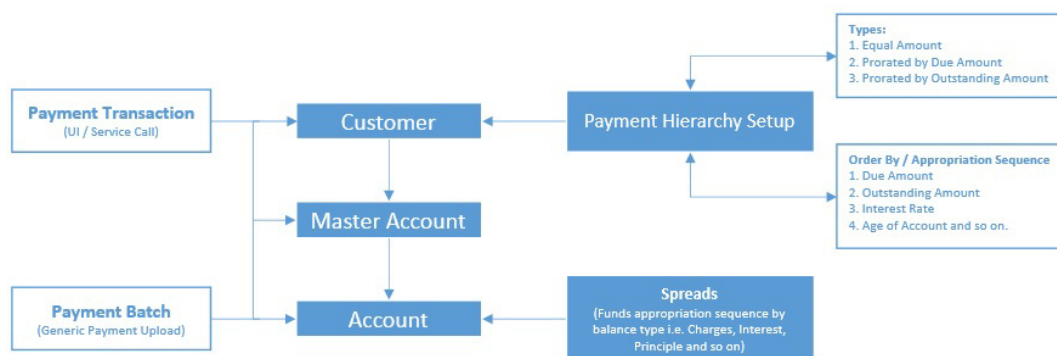 Payment Transaction
(UI / Service Call)
Payment Batch
(Generic Payment Upload)
Customer
Master Account
Account
Payment Hierarchy Setup
Spreads
(Funds appropriation sequence by
balance type i.e. Charges, Interest,
Principle and so on)
Types:
1. Equal Amount
2. Prorated by Due Amount
3. Prorated by Outstanding Amount
Order By / Appropriation Sequence
1. Due Amount
2. Outstanding Amount
3. Interest Rate
4. Age of Account and so on.